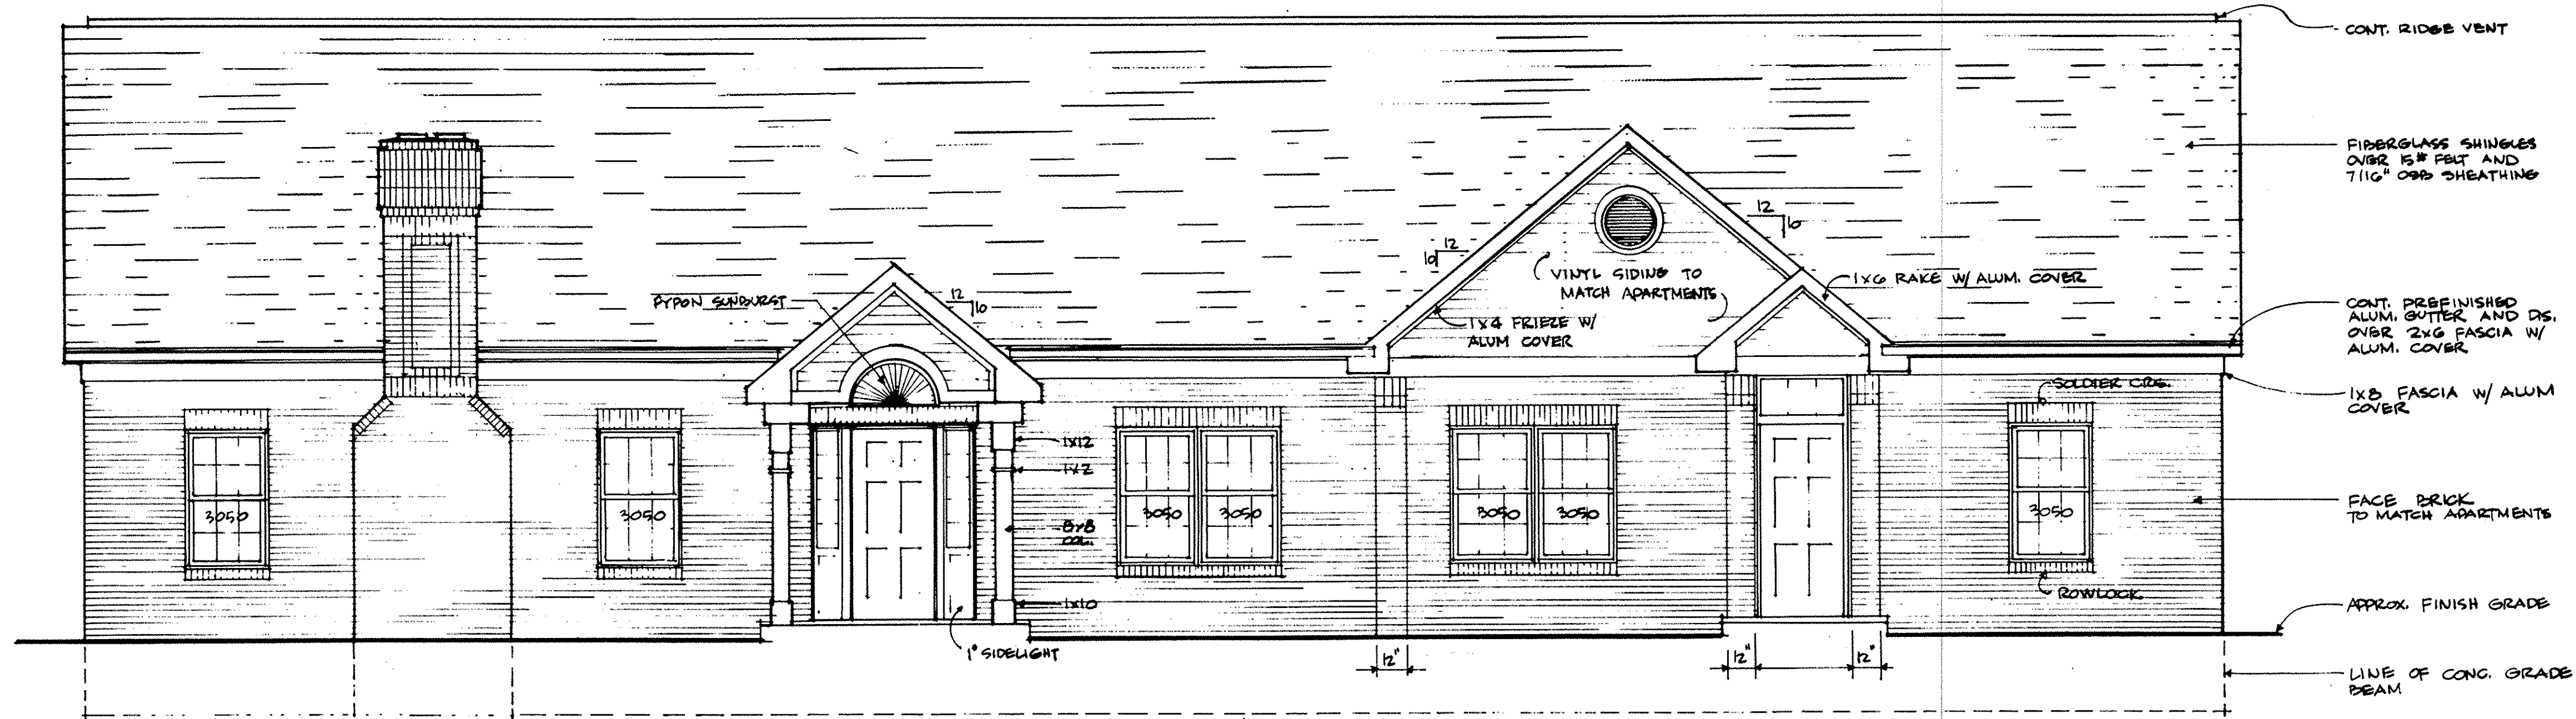 CONT. RIDGE VENT
FIBERGLASS SHINGLES
OVER 15# FELT AND
7/16" OSB SHEATHING
12
10
12
10
VINYL SIDING TO
MATCH APARTMENTS
1x6 RAKE W/ ALUM. COVER
PYPON SUNBURST
12
10
1x4 FRIEZE W/
ALUM COVER
CONT. PREFINISHED
ALUM. GUTTER AND DS.
OVER 2x6 FASCIA W/
ALUM. COVER
SOLDIER CRS.
1x8 FASCIA W/ ALUM
COVER
1x12
1x2
3050
3050
3050
3050
3050
3050
3050
8x8
COL.
FACE BRICK
TO MATCH APARTMENTS
ROWLOCK
1x10
APPROX. FINISH GRADE
1° SIDELIGHT
12"
12"
12"
LINE OF CONC. GRADE
BEAM